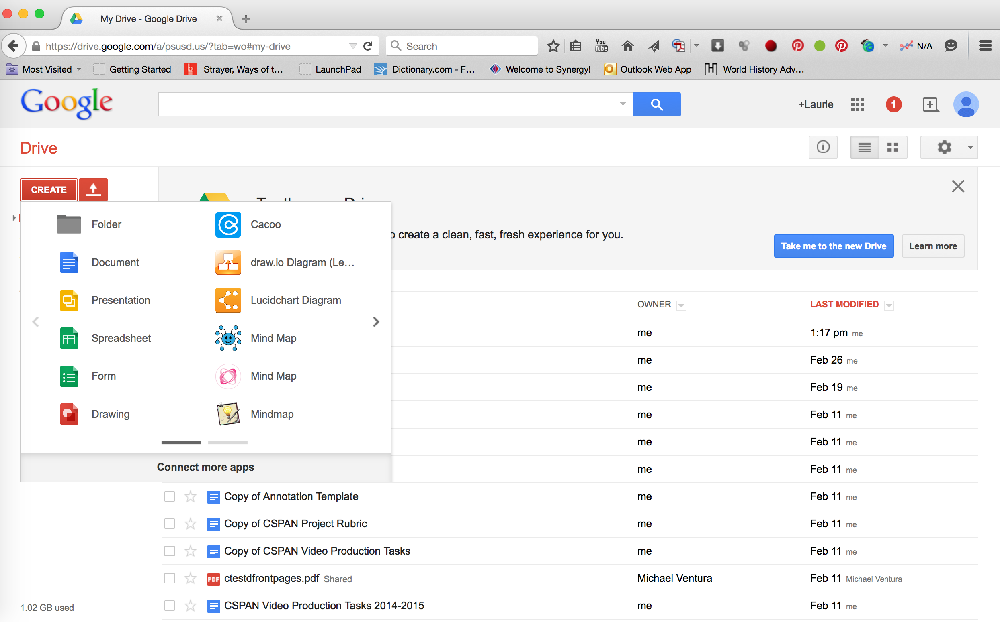 My Drive - Google Drive
https://drive.google.com/a/psusd.us/?tab=wo#my-drive
Search
You Tube
N/A
Most Visited
Getting Started
b
Strayer, Ways of t...
LaunchPad
Dictionary.com - F...
Welcome to Synergy!
Outlook Web App
H
World History Adv...
Google
+Laurie
1
Drive
CREATE
Try the new Drive
create a clean, fast, fresh experience for you.
Take me to the new Drive
Learn more
Folder
Cacoo
Document
draw.io Diagram (Le...
Presentation
Lucidchart Diagram
Spreadsheet
Mind Map
Form
Mind Map
Drawing
Mindmap
Connect more apps
OWNER
LAST MODIFIED
me
1:17 pm me
me
Feb 26 me
me
Feb 19 me
me
Feb 11 me
me
Feb 11 me
me
Feb 11 me
Copy of Annotation Template
me
Feb 11 me
Copy of CSPAN Project Rubric
me
Feb 11 me
Copy of CSPAN Video Production Tasks
me
Feb 11 me
PDF
ctestdfrontpages.pdf Shared
Michael Ventura
Feb 11 Michael Ventura
CSPAN Video Production Tasks 2014-2015
me
Feb 11 me
1.02 GB used